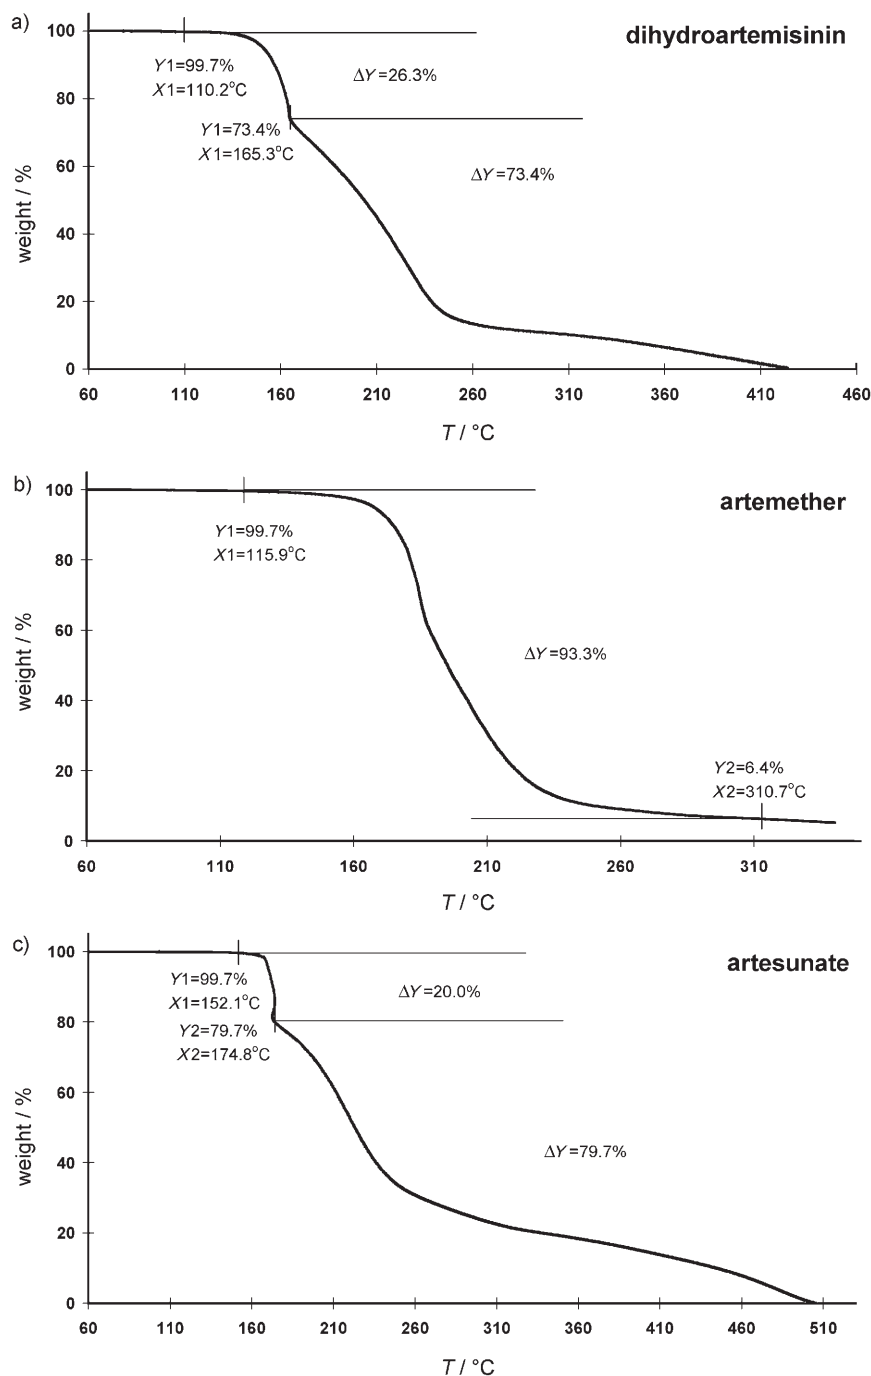 a)
dihydroartemisinin
100
80
60
40
20
0
weight / %
Y1=99.7%
X1=110.2°C
ΔY=26.3%
Y1=73.4%
X1=165.3°C
ΔY=73.4%
60 110 160 210 260 310 360 410 460
T / °C
b)
artemether
100
80
60
40
20
0
weight / %
Y1=99.7%
X1=115.9°C
ΔY=93.3%
Y2=6.4%
X2=310.7°C
60 110 160 210 260 310
T / °C
c)
artesunate
100
80
60
40
20
0
weight / %
Y1=99.7%
X1=152.1°C
ΔY=20.0%
Y2=79.7%
X2=174.8°C
ΔY=79.7%
60 110 160 210 260 310 360 410 460 510
T / °C